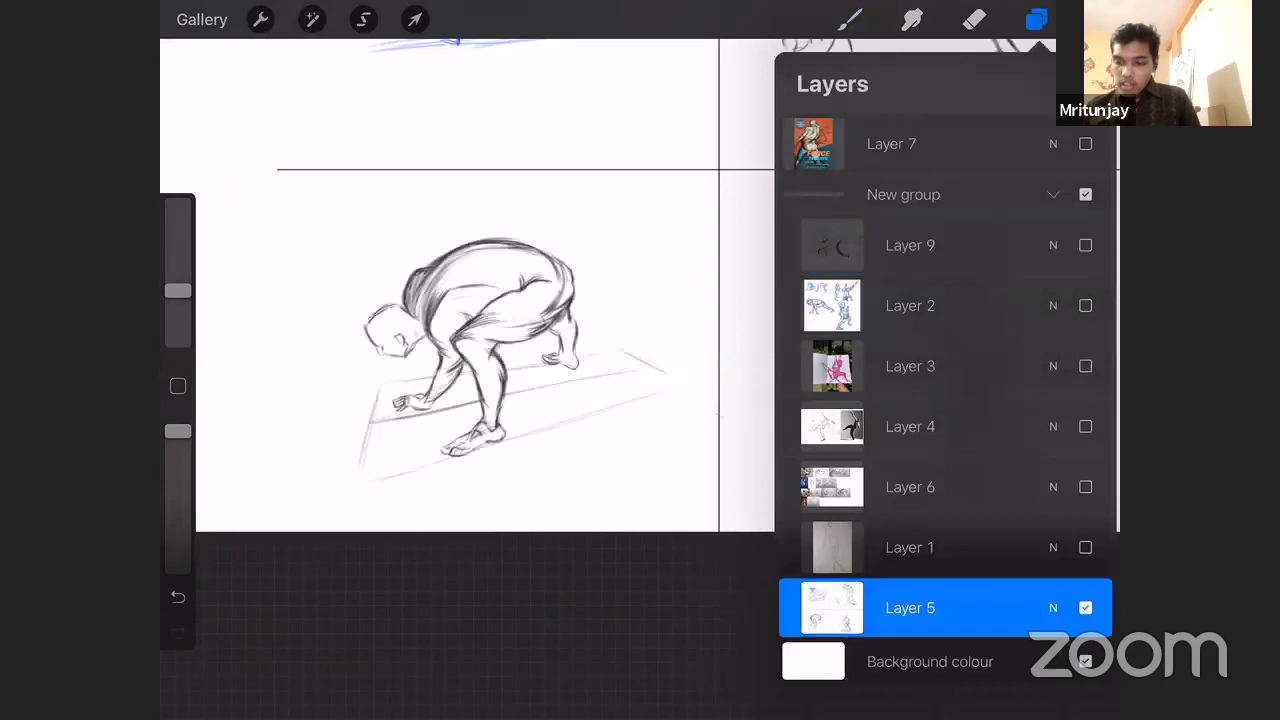 Gallery
Mritunjay
Layers
Layer 7 N
New group
Layer 9 N
Layer 2 N
Layer 3 N
Layer 4 N
Layer 6 N
Layer 1 N
Layer 5 N
Background colour
zoom
FORCE